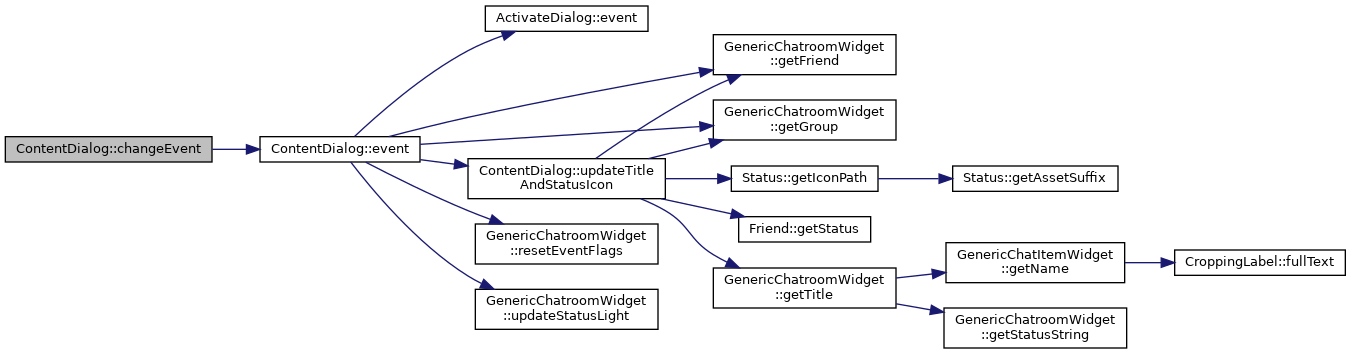 ContentDialog::changeEvent
ContentDialog::event
ActivateDialog::event
GenericChatroomWidget
::getFriend
GenericChatroomWidget
::getGroup
ContentDialog::updateTitle
AndStatusIcon
GenericChatroomWidget
::resetEventFlags
GenericChatroomWidget
::updateStatusLight
Status::getIconPath
Status::getAssetSuffix
Friend::getStatus
GenericChatroomWidget
::getTitle
GenericChatItemWidget
::getName
CroppingLabel::fullText
GenericChatroomWidget
::getStatusString